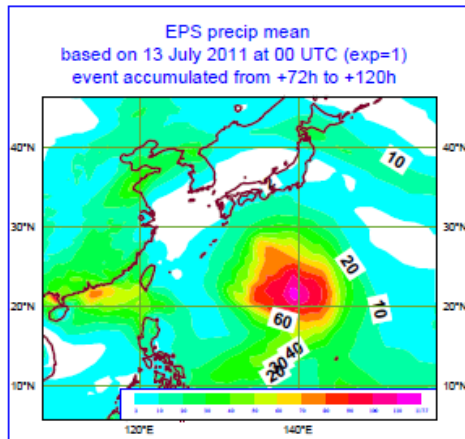 EPS precip mean
based on 13 July 2011 at 00 UTC (exp=1)
event accumulated from +72h to +120h
40°N 10 40°N
30°N 20 30°N
20°N 60 10 20°N
40
30
20
10°N 10°N
120°E 140°E